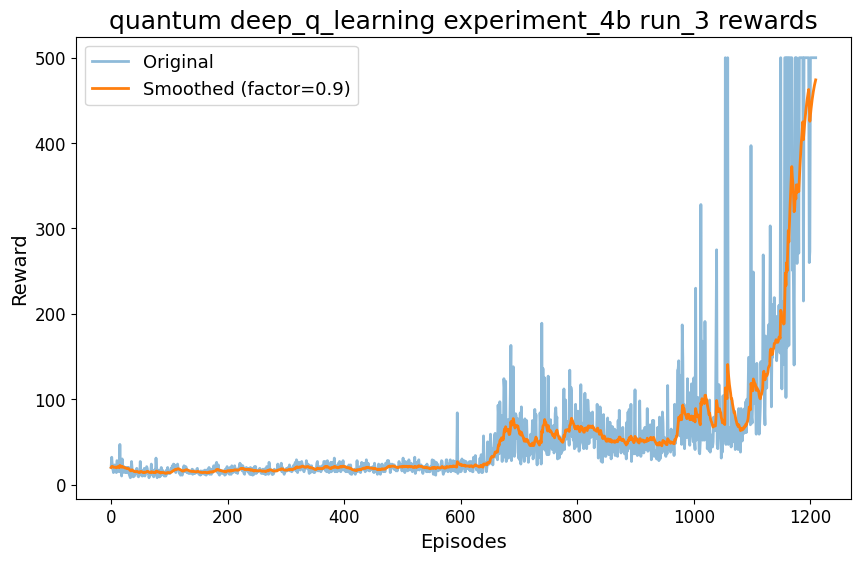 quantum deep_q_learning experiment_4b run_3 rewards
Original
Smoothed (factor=0.9)
500
400
300
200
100
0
Reward
0 200 400 600 800 1000 1200
Episodes